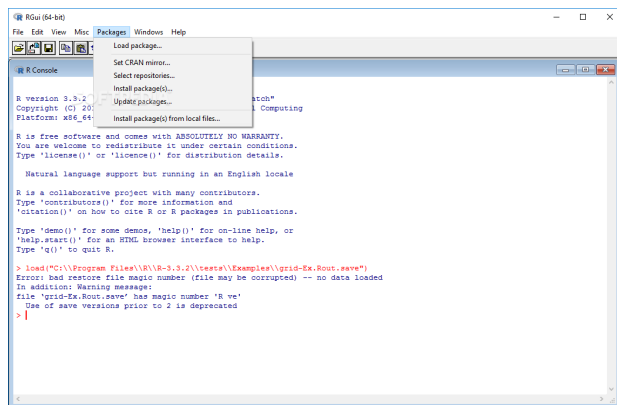 RGui (64-bit)
File Edit View Misc Packages Windows Help
Load package...
Set CRAN mirror...
Select repositories...
Install package(s)...
Update packages...
Install package(s) from local files...
R Console
R version 3.3.2 atch"
Copyright (C) 20 l Computing
Platform: x86_64-
R is free software and comes with ABSOLUTELY NO WARRANTY.
You are welcome to redistribute it under certain conditions.
Type 'license()' or 'licence()' for distribution details.
Natural language support but running in an English locale
R is a collaborative project with many contributors.
Type 'contributors()' for more information and
'citation()' on how to cite R or R packages in publications.
Type 'demo()' for some demos, 'help()' for on-line help, or
'help.start()' for an HTML browser interface to help.
Type 'q()' to quit R.
> load("C:\\Program Files\\R\\R-3.3.2\\tests\\Examples\\grid-Ex.Rout.save")
Error: bad restore file magic number (file may be corrupted) -- no data loaded
In addition: Warning message:
file 'grid-Ex.Rout.save' has magic number 'R ve'
Use of save versions prior to 2 is deprecated
>